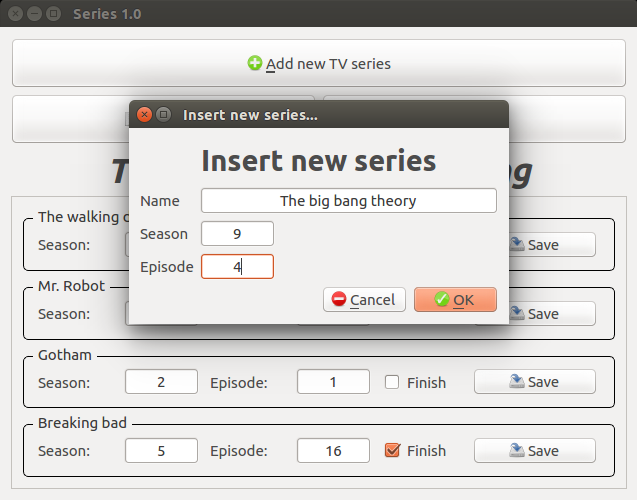 Series 1.0
Add new TV series
Insert new series...
Insert new series
Name The big bang theory
Season 9
Episode 4
Cancel OK
The walking
Season: Save
Mr. Robot
Season: Save
Gotham
Season: 2 Episode: 1 Finish Save
Breaking bad
Season: 5 Episode: 16 Finish Save